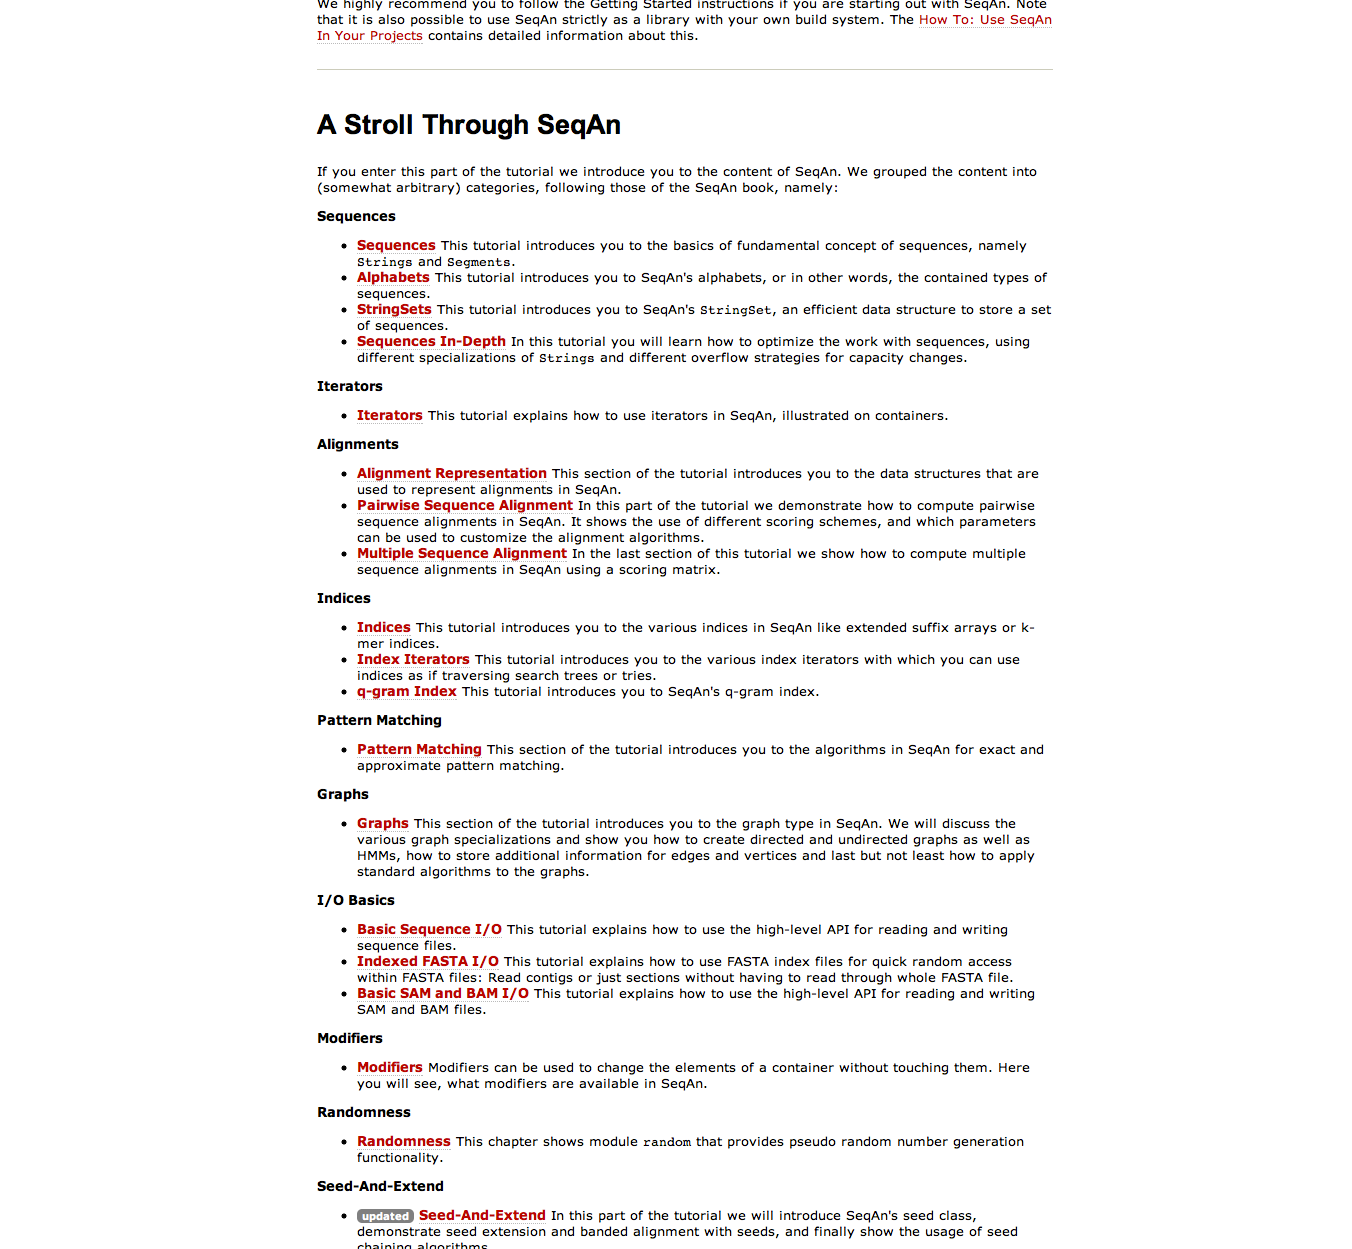 We highly recommend you to follow the Getting Started instructions if you are starting out with SeqAn. Note
that it is also possible to use SeqAn strictly as a library with your own build system. The How To: Use SeqAn
In Your Projects contains detailed information about this.
A Stroll Through SeqAn
If you enter this part of the tutorial we introduce you to the content of SeqAn. We grouped the content into
(somewhat arbitrary) categories, following those of the SeqAn book, namely:
Sequences
• Sequences This tutorial introduces you to the basics of fundamental concept of sequences, namely
Strings and Segments.
• Alphabets This tutorial introduces you to SeqAn's alphabets, or in other words, the contained types of
sequences.
• StringSets This tutorial introduces you to SeqAn's StringSet, an efficient data structure to store a set
of sequences.
• Sequences In-Depth In this tutorial you will learn how to optimize the work with sequences, using
different specializations of Strings and different overflow strategies for capacity changes.
Iterators
• Iterators This tutorial explains how to use iterators in SeqAn, illustrated on containers.
Alignments
• Alignment Representation This section of the tutorial introduces you to the data structures that are
used to represent alignments in SeqAn.
• Pairwise Sequence Alignment In this part of the tutorial we demonstrate how to compute pairwise
sequence alignments in SeqAn. It shows the use of different scoring schemes, and which parameters
can be used to customize the alignment algorithms.
• Multiple Sequence Alignment In the last section of this tutorial we show how to compute multiple
sequence alignments in SeqAn using a scoring matrix.
Indices
• Indices This tutorial introduces you to the various indices in SeqAn like extended suffix arrays or k-
mer indices.
• Index Iterators This tutorial introduces you to the various index iterators with which you can use
indices as if traversing search trees or tries.
• q-gram Index This tutorial introduces you to SeqAn's q-gram index.
Pattern Matching
• Pattern Matching This section of the tutorial introduces you to the algorithms in SeqAn for exact and
approximate pattern matching.
Graphs
• Graphs This section of the tutorial introduces you to the graph type in SeqAn. We will discuss the
various graph specializations and show you how to create directed and undirected graphs as well as
HMMs, how to store additional information for edges and vertices and last but not least how to apply
standard algorithms to the graphs.
I/O Basics
• Basic Sequence I/O This tutorial explains how to use the high-level API for reading and writing
sequence files.
• Indexed FASTA I/O This tutorial explains how to use FASTA index files for quick random access
within FASTA files: Read contigs or just sections without having to read through whole FASTA file.
• Basic SAM and BAM I/O This tutorial explains how to use the high-level API for reading and writing
SAM and BAM files.
Modifiers
• Modifiers Modifiers can be used to change the elements of a container without touching them. Here
you will see, what modifiers are available in SeqAn.
Randomness
• Randomness This chapter shows module random that provides pseudo random number generation
functionality.
Seed-And-Extend
• updated Seed-And-Extend In this part of the tutorial we will introduce SeqAn's seed class,
demonstrate seed extension and banded alignment with seeds, and finally show the usage of seed
chaining algorithms.